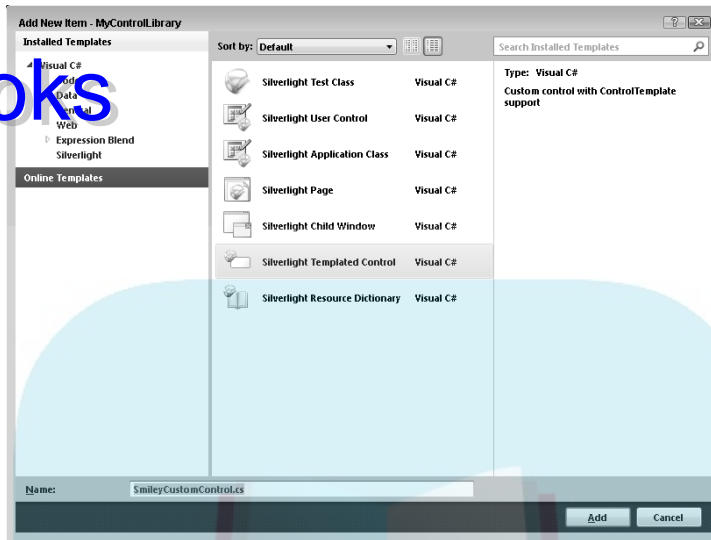 Add New Item - MyControlLibrary
Installed Templates
Sort by: Default
Search Installed Templates
Visual C#
Data
Web
Expression Blend
Silverlight
Online Templates
oks
Silverlight Test Class Visual C#
Silverlight User Control Visual C#
Silverlight Application Class Visual C#
Silverlight Page Visual C#
Silverlight Child Window Visual C#
Silverlight Templated Control Visual C#
Silverlight Resource Dictionary Visual C#
Type: Visual C#
Custom control with ControlTemplate
support
Name: SmileyCustomControl.cs
Add Cancel